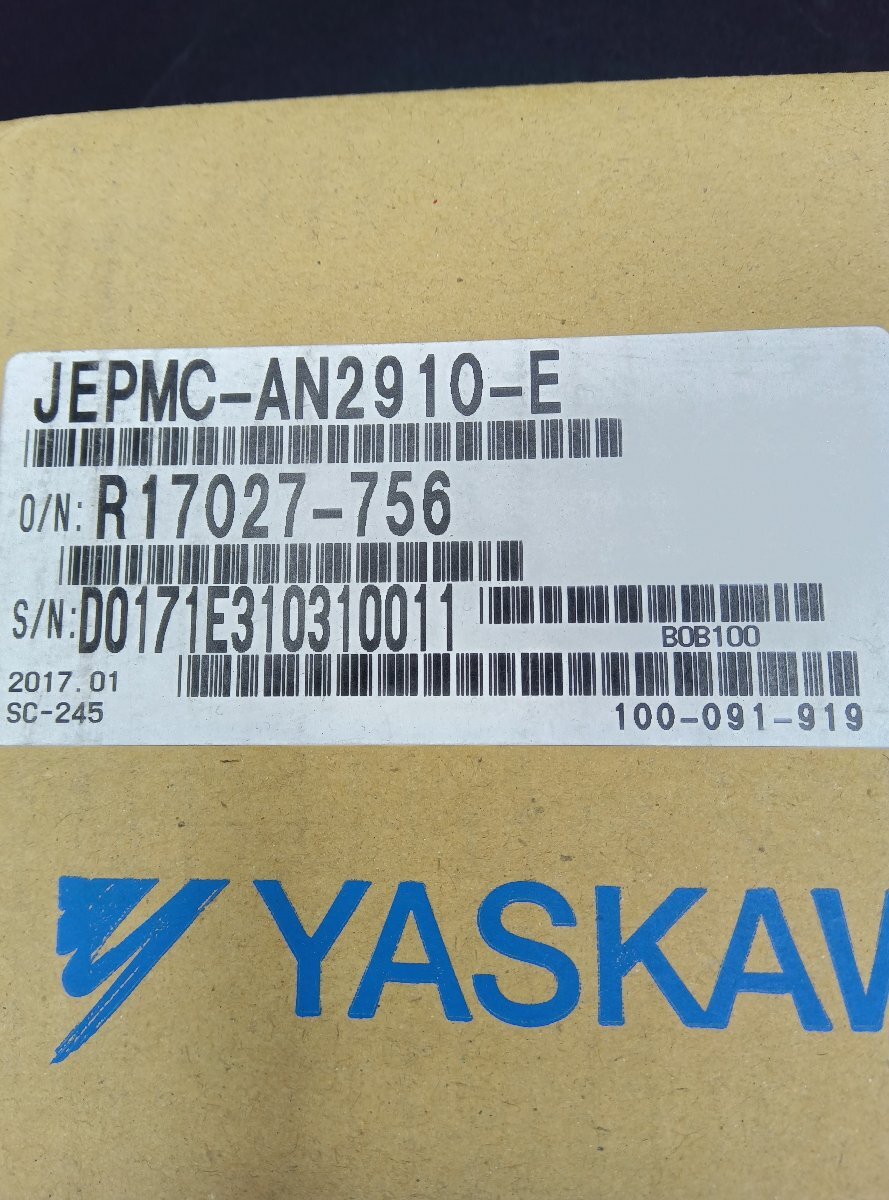 JEPMC-AN2910-E
O/N: R17027-756
S/N: D0171E310310011
B0B100
2017.01
SC-245
100-091-919
YASKAW